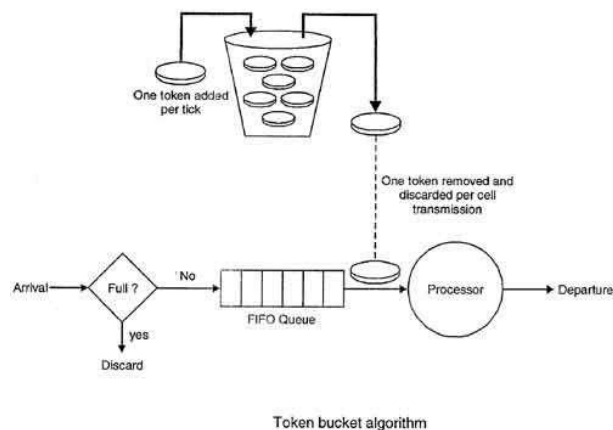 One token added
per tick
One token removed and
discarded per cell
transmission
Arrival
Full ?
No
yes
Discard
FIFO Queue
Processor
Departure
Token bucket algorithm